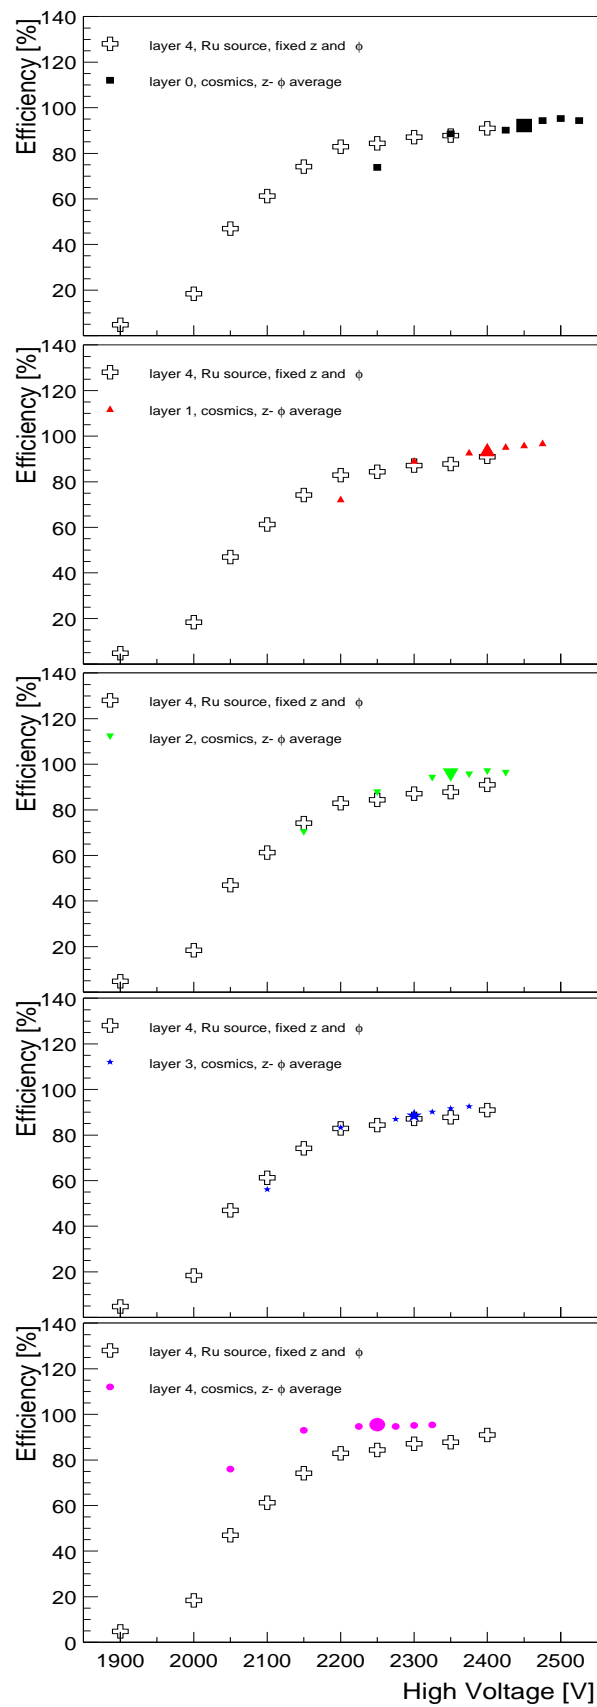 Efficiency [%]
140
120
100
80
60
40
20
layer 4, Ru source, fixed z and ϕ
layer 0, cosmics, z- ϕ average
Efficiency [%]
140
120
100
80
60
40
20
layer 4, Ru source, fixed z and ϕ
layer 1, cosmics, z- ϕ average
Efficiency [%]
140
120
100
80
60
40
20
layer 4, Ru source, fixed z and ϕ
layer 2, cosmics, z- ϕ average
Efficiency [%]
140
120
100
80
60
40
20
layer 4, Ru source, fixed z and ϕ
layer 3, cosmics, z- ϕ average
Efficiency [%]
140
120
100
80
60
40
20
0
layer 4, Ru source, fixed z and ϕ
layer 4, cosmics, z- ϕ average
1900 2000 2100 2200 2300 2400 2500
High Voltage [V]